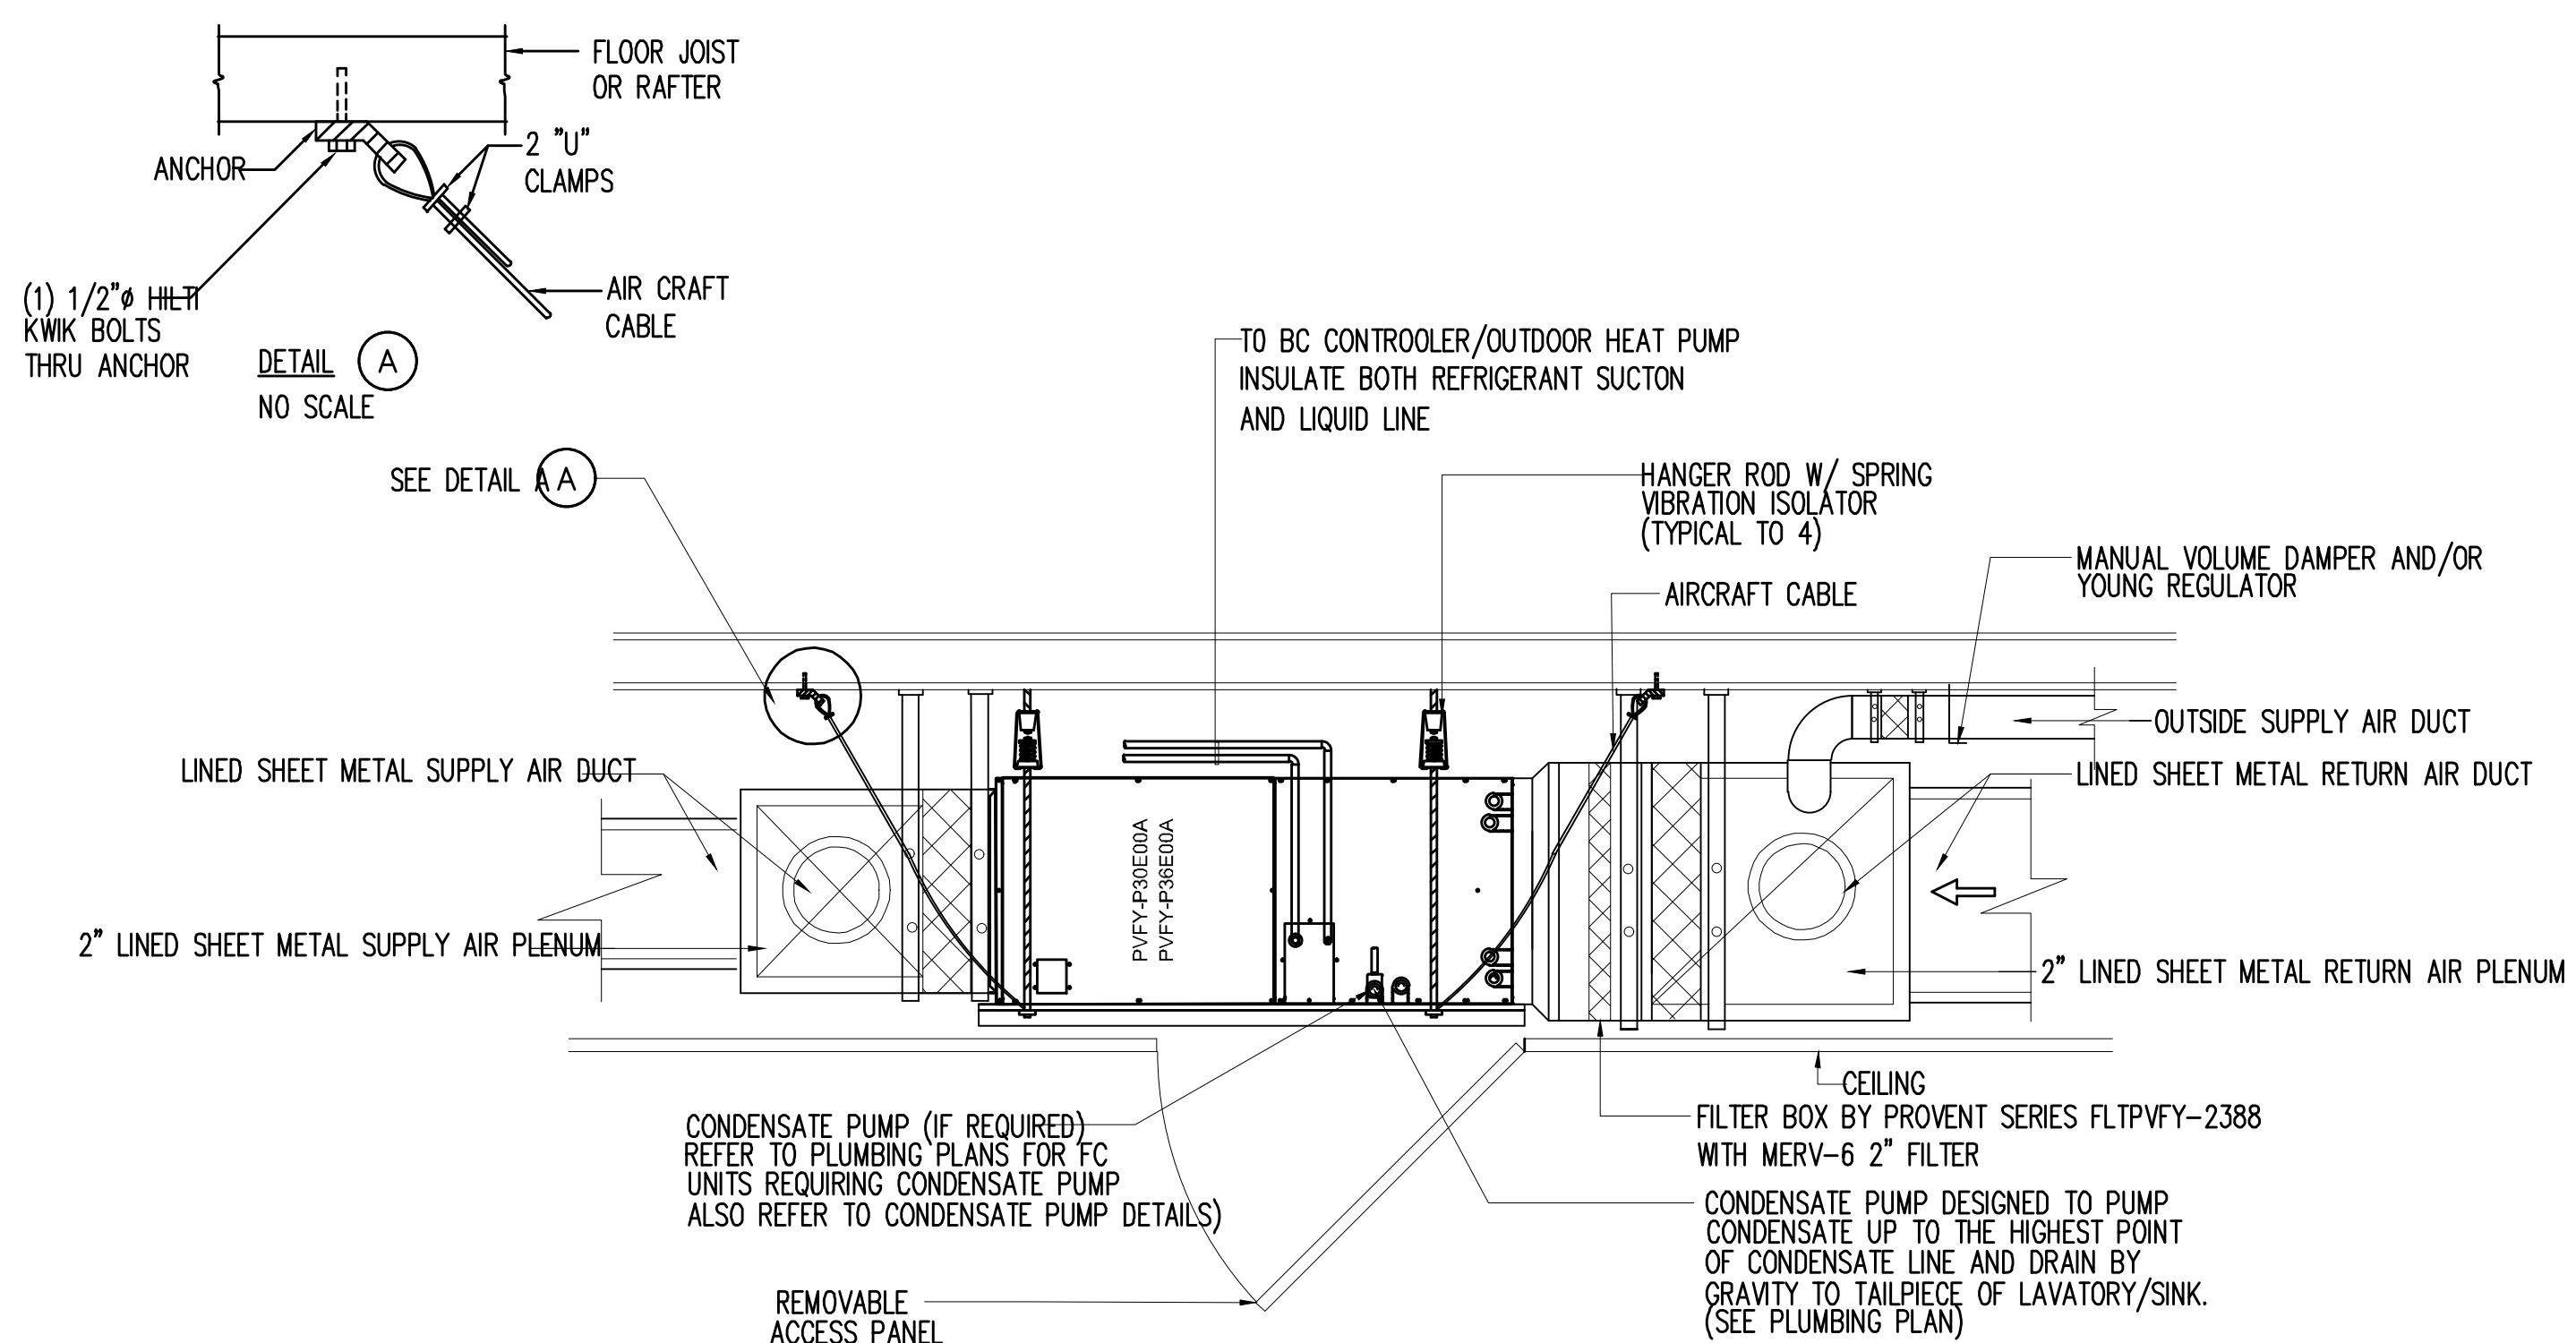 FLOOR JOIST
OR RAFTER
2 "U"
CLAMPS
ANCHOR
(1) 1/2"ø HILTI
KWIK BOLTS
THRU ANCHOR
AIR CRAFT
CABLE
DETAIL A
NO SCALE
TO BC CONTROOLER/OUTDOOR HEAT PUMP
INSULATE BOTH REFRIGERANT SUCTON
AND LIQUID LINE
SEE DETAIL A A
HANGER ROD W/ SPRING
VIBRATION ISOLATOR
(TYPICAL TO 4)
MANUAL VOLUME DAMPER AND/OR
YOUNG REGULATOR
AIRCRAFT CABLE
OUTSIDE SUPPLY AIR DUCT
LINED SHEET METAL SUPPLY AIR DUCT
LINED SHEET METAL RETURN AIR DUCT
PVFY-P30E00A
PVFY-P36E00A
2" LINED SHEET METAL SUPPLY AIR PLENUM
2" LINED SHEET METAL RETURN AIR PLENUM
CEILING
FILTER BOX BY PROVENT SERIES FLTPVFY-2388
WITH MERV-6 2" FILTER
CONDENSATE PUMP (IF REQUIRED)
REFER TO PLUMBING PLANS FOR FC
UNITS REQUIRING CONDENSATE PUMP
ALSO REFER TO CONDENSATE PUMP DETAILS)
CONDENSATE PUMP DESIGNED TO PUMP
CONDENSATE UP TO THE HIGHEST POINT
OF CONDENSATE LINE AND DRAIN BY
GRAVITY TO TAILPIECE OF LAVATORY/SINK.
(SEE PLUMBING PLAN)
REMOVABLE
ACCESS PANEL